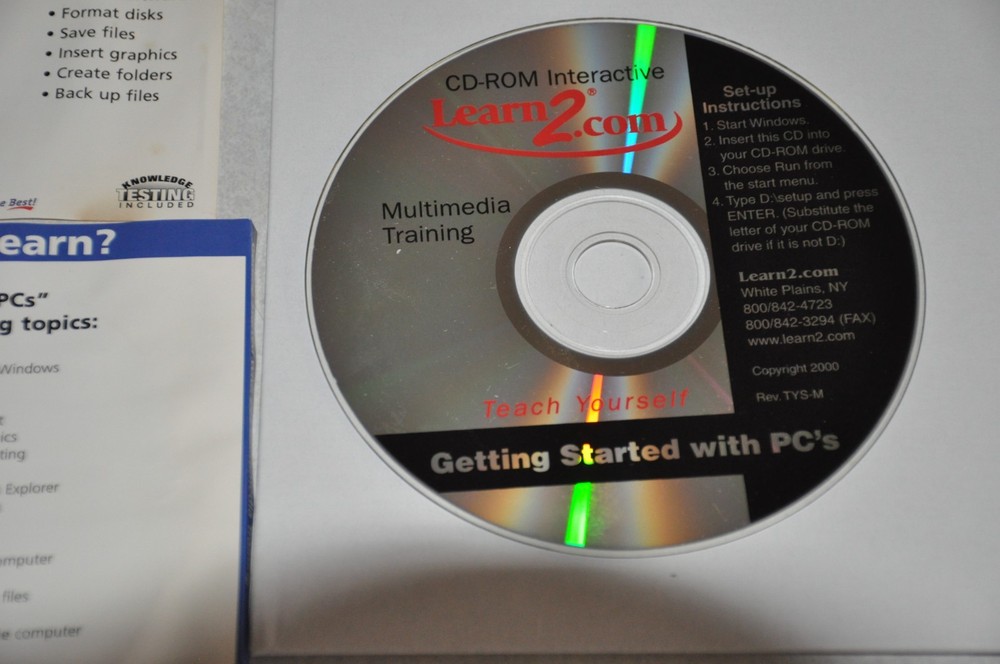 • Format disks
• Save files
• Insert graphics
• Create folders
• Back up files
Best!
KNOWLEDGE
TESTING
INCLUDED
earn?
PCs”
g topics:
Windows
ics
ting
Explorer
mputer
files
e computer
CD-ROM Interactive
Learn2.com®
Multimedia
Training
Teach Yourself
Getting Started with PC's
Set-up
Instructions
1. Start Windows.
2. Insert this CD into
your CD-ROM drive.
3. Choose Run from
the start menu.
4. Type D:\setup and press
ENTER. (Substitute the
letter of your CD-ROM
drive if it is not D:)
Learn2.com
White Plains, NY
800/842-4723
800/842-3294 (FAX)
www.learn2.com
Copyright 2000
Rev. TYS-M